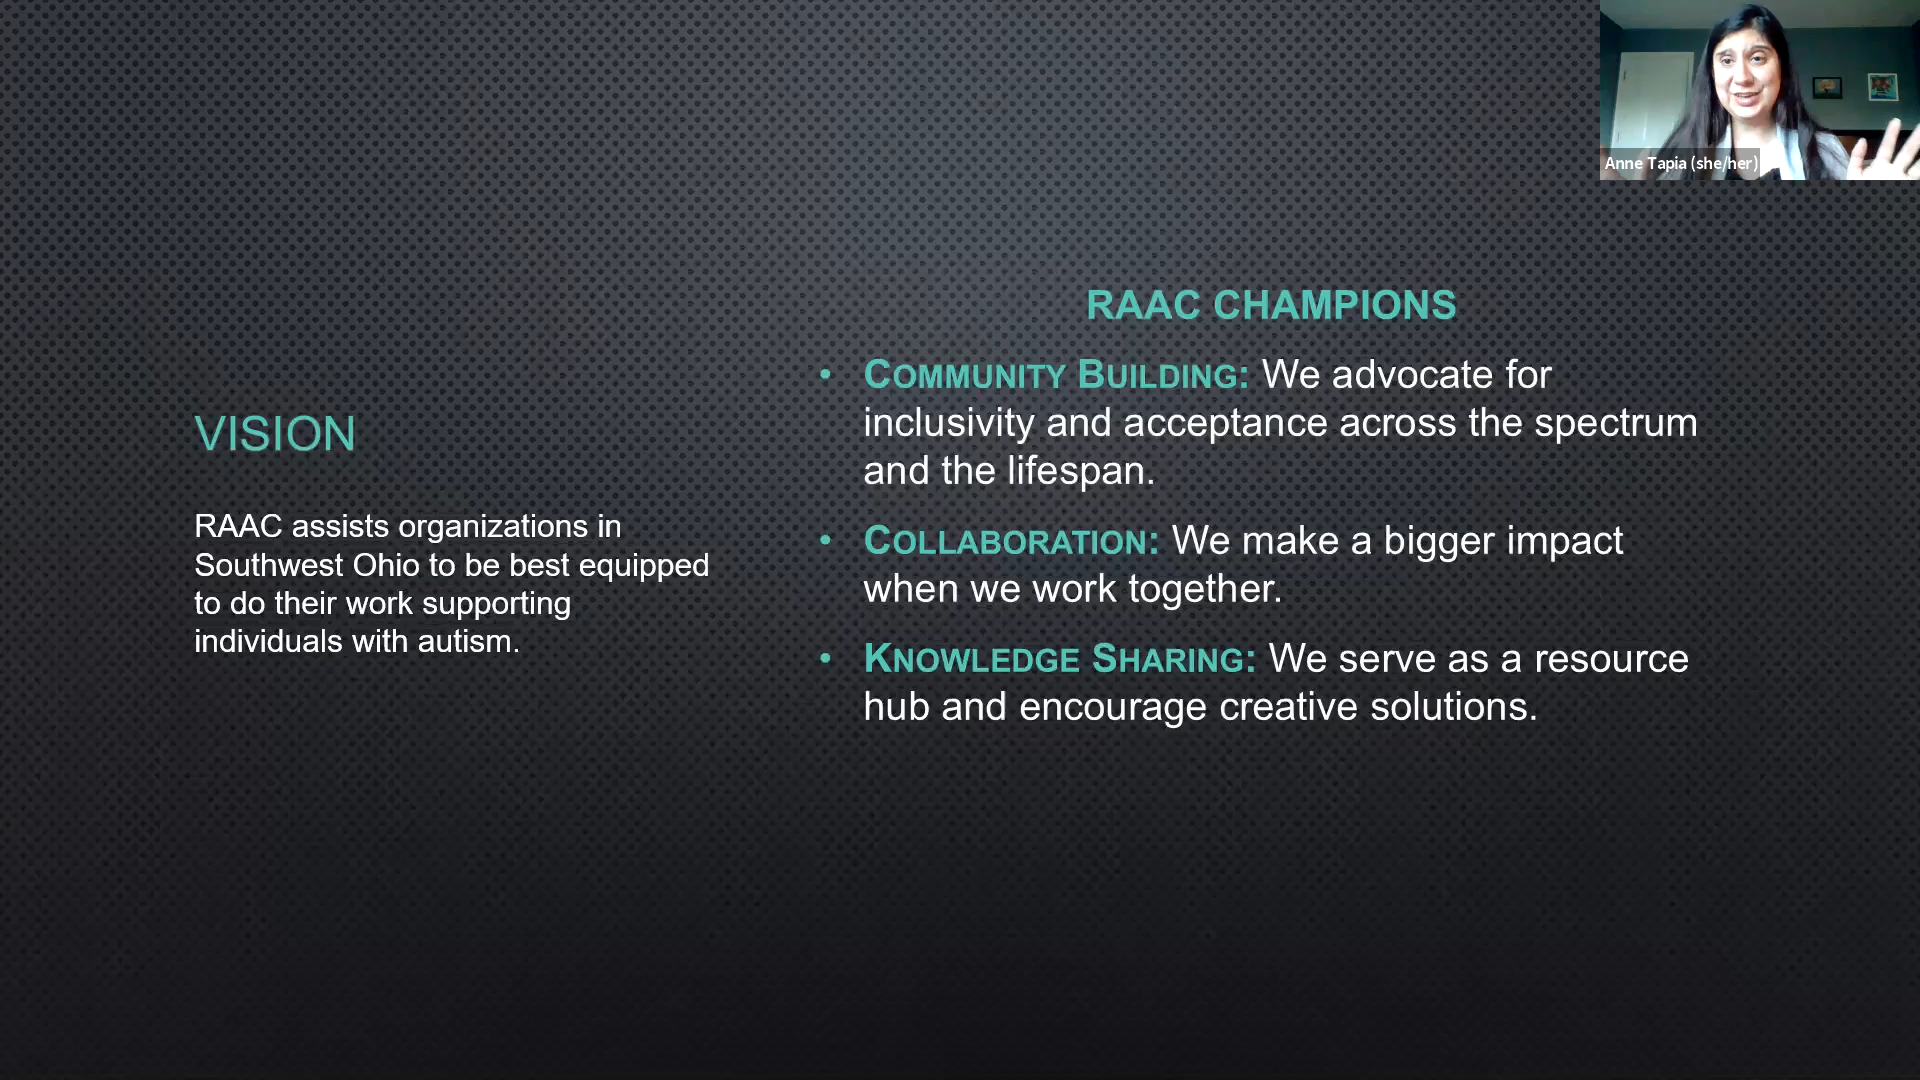 Anne Tapia (she/her)
VISION
RAAC assists organizations in
Southwest Ohio to be best equipped
to do their work supporting
individuals with autism.
RAAC CHAMPIONS
• COMMUNITY BUILDING: We advocate for
inclusivity and acceptance across the spectrum
and the lifespan.
• COLLABORATION: We make a bigger impact
when we work together.
• KNOWLEDGE SHARING: We serve as a resource
hub and encourage creative solutions.